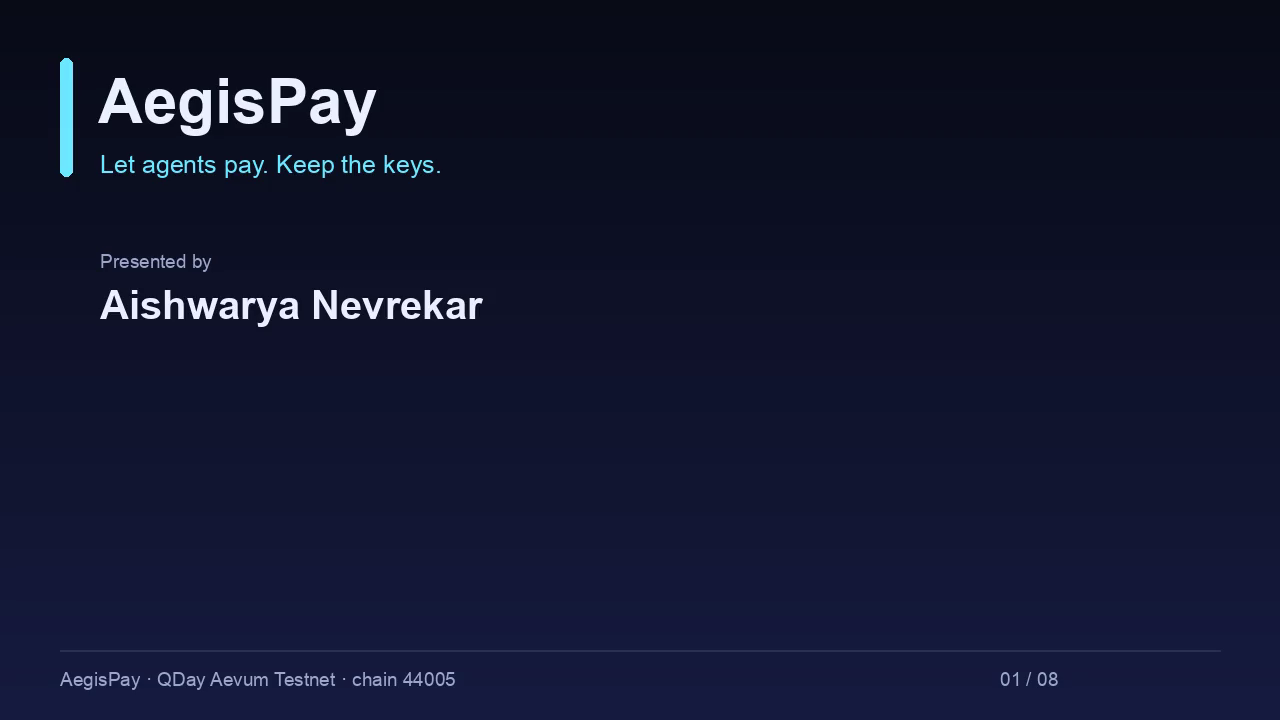 AegisPay
Let agents pay. Keep the keys.
Presented by
Aishwarya Nevrekar
AegisPay · QDay Aevum Testnet · chain 44005
01 / 08